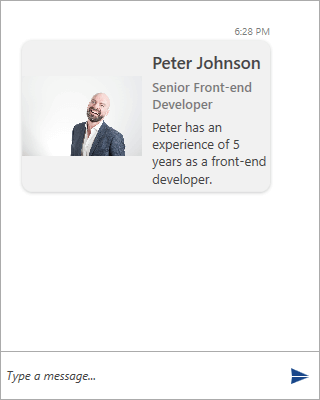 6:28 PM
Peter Johnson
Senior Front-end
Developer
Peter has an
experience of 5
years as a front-end
developer.
Type a message...